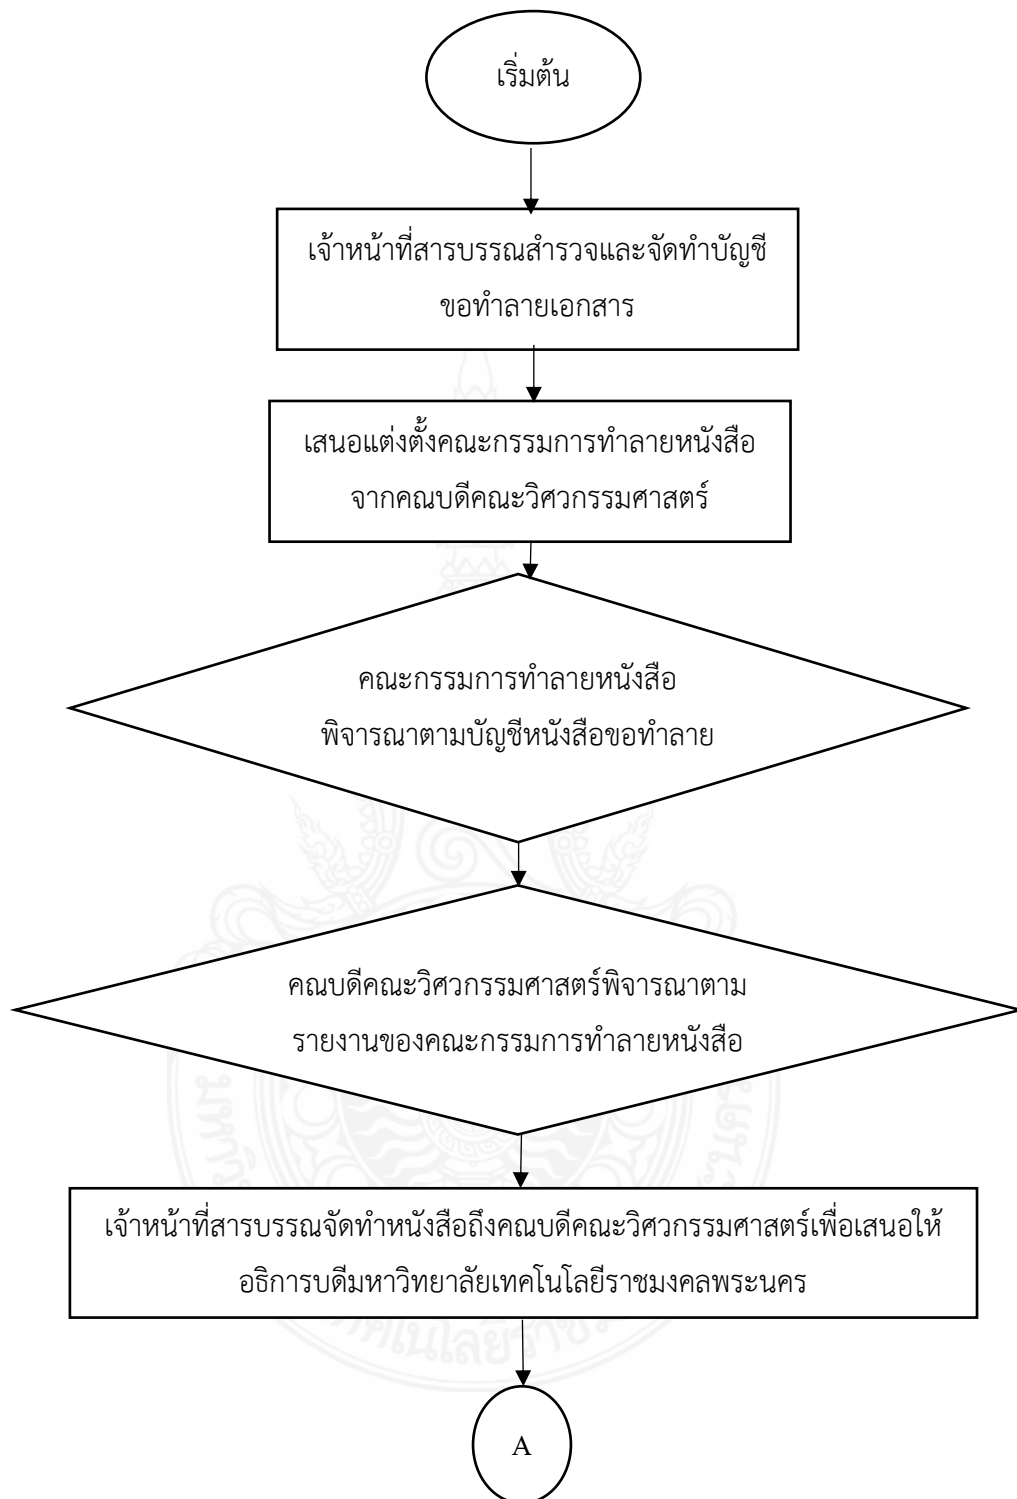 เริ่มต้น
เจ้าหน้าที่สารบรรณสำรวจและจัดทำบัญชี
ขอทำลายเอกสาร
เสนอแต่งตั้งคณะกรรมการทำลายหนังสือ
จากคณบดีคณะวิศวกรรมศาสตร์
คณะกรรมการทำลายหนังสือ
พิจารณาตามบัญชีหนังสือขอทำลาย
คณบดีคณะวิศวกรรมศาสตร์พิจารณาตาม
รายงานของคณะกรรมการทำลายหนังสือ
เจ้าหน้าที่สารบรรณจัดทำหนังสือถึงคณบดีคณะวิศวกรรมศาสตร์เพื่อเสนอให้
อธิการบดีมหาวิทยาลัยเทคโนโลยีราชมงคลพระนคร
A